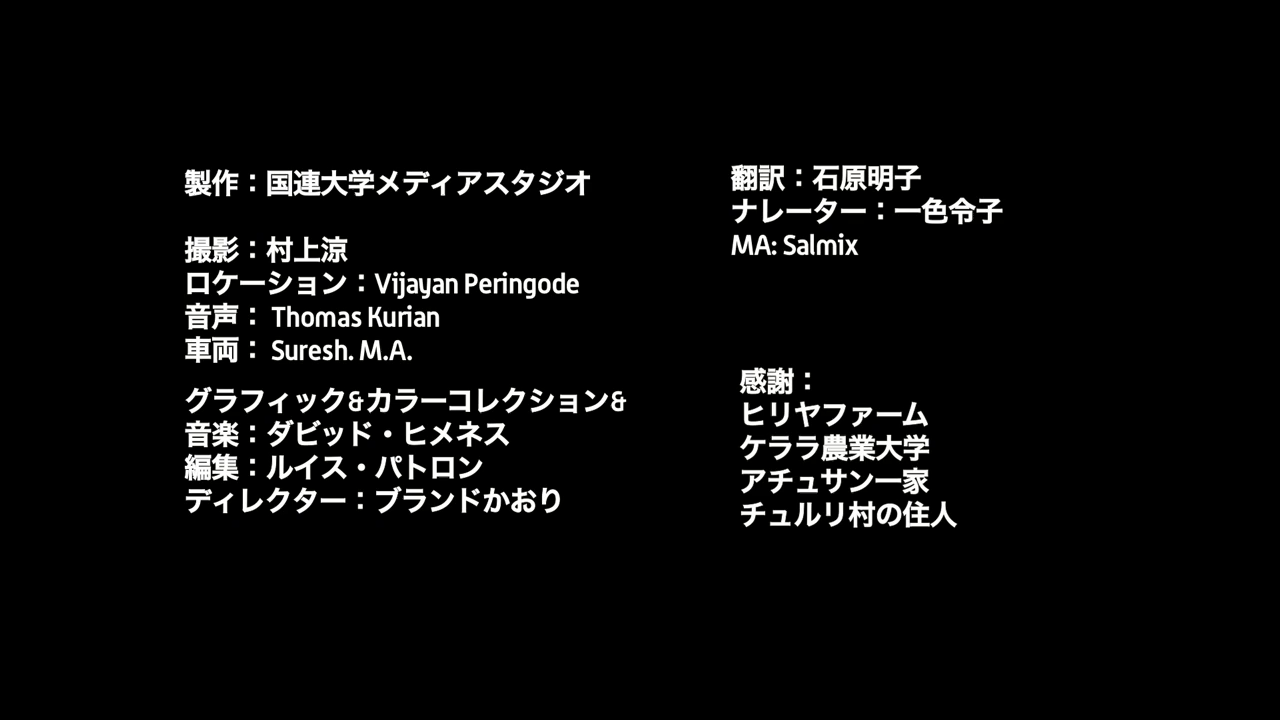 製作：国連大学メディアスタジオ
撮影：村上涼
ロケーション：Vijayan Peringode
音声： Thomas Kurian
車両： Suresh. M.A.
グラフィック&カラーコレクション&
音楽：ダビッド・ヒメネス
編集：ルイス・パトロン
ディレクター：ブランドかおり
翻訳：石原明子
ナレーター：一色令子
MA: Salmix
感謝：
ヒリヤファーム
ケララ農業大学
アチュサン一家
チュルリ村の住人